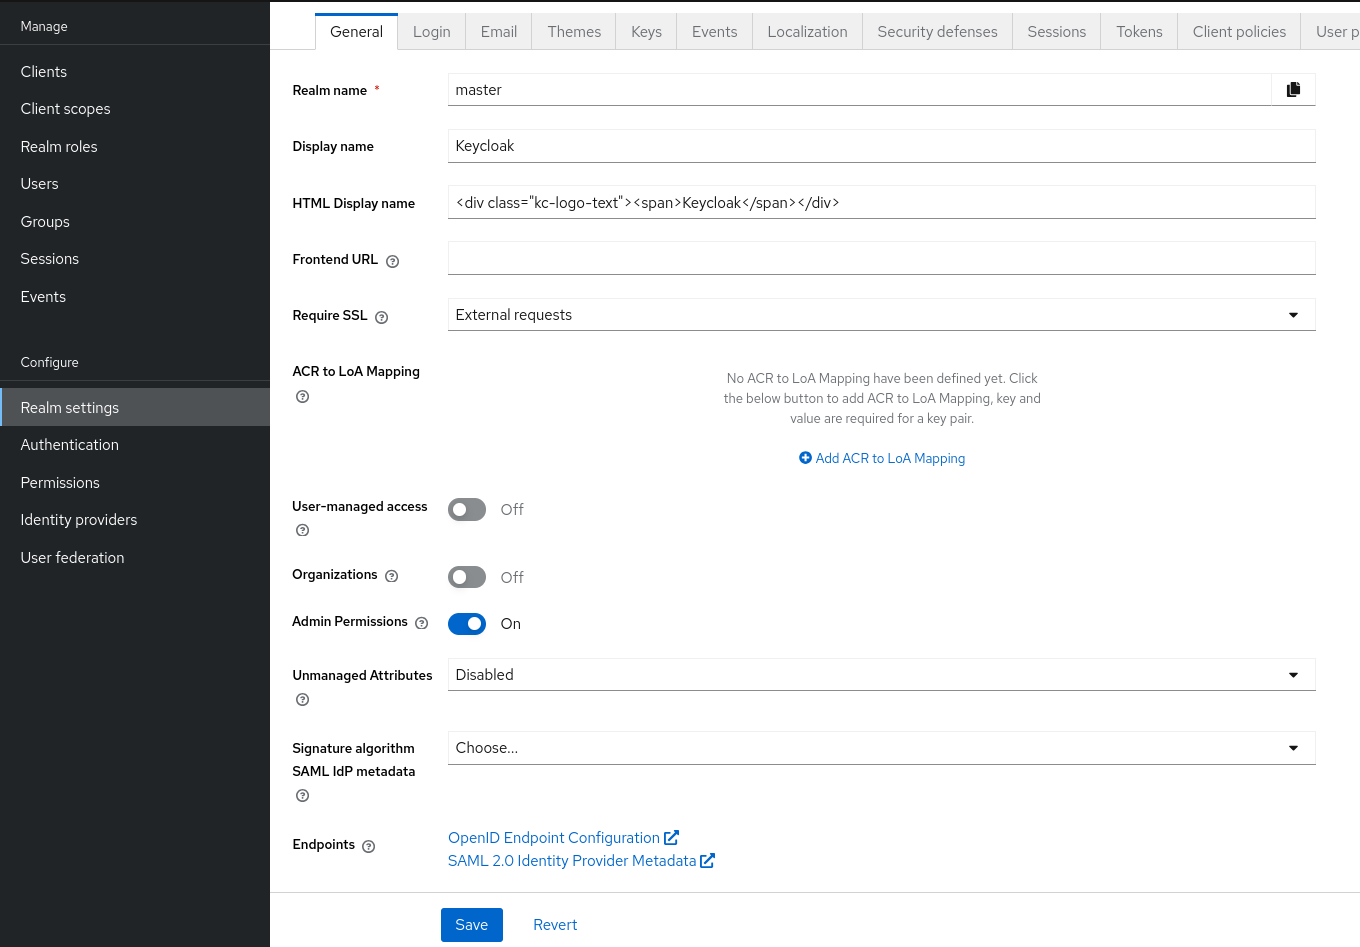 Manage
Clients
Client scopes
Realm roles
Users
Groups
Sessions
Events
Configure
Realm settings
Authentication
Permissions
Identity providers
User federation
General Login Email Themes Keys Events Localization Security defenses Sessions Tokens Client policies User p
Realm name *
master
Display name
Keycloak
HTML Display name
<div class="kc-logo-text"><span>Keycloak</span></div>
Frontend URL
Require SSL
External requests
ACR to LoA Mapping
No ACR to LoA Mapping have been defined yet. Click
the below button to add ACR to LoA Mapping, key and
value are required for a key pair.
Add ACR to LoA Mapping
User-managed access
Off
Organizations
Off
Admin Permissions
On
Unmanaged Attributes
Disabled
Signature algorithm
SAML IdP metadata
Choose...
Endpoints
OpenID Endpoint Configuration
SAML 2.0 Identity Provider Metadata
Save
Revert